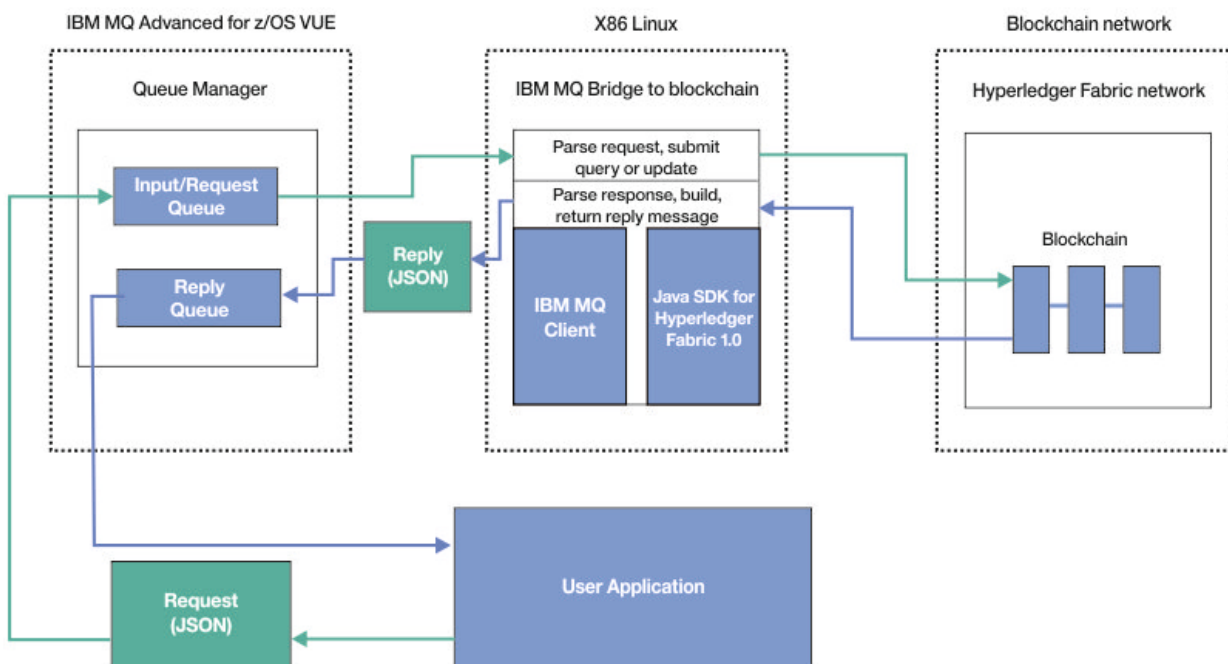 IBM MQ Advanced for z/OS VUE
X86 Linux
Blockchain network
Queue Manager
IBM MQ Bridge to blockchain
Hyperledger Fabric network
Input/Request
Queue
Parse request, submit
query or update
Parse response, build,
return reply message
Reply
(JSON)
Reply
Queue
IBM MQ
Client
Java SDK for
Hyperledger
Fabric 1.0
Blockchain
Request
(JSON)
User Application